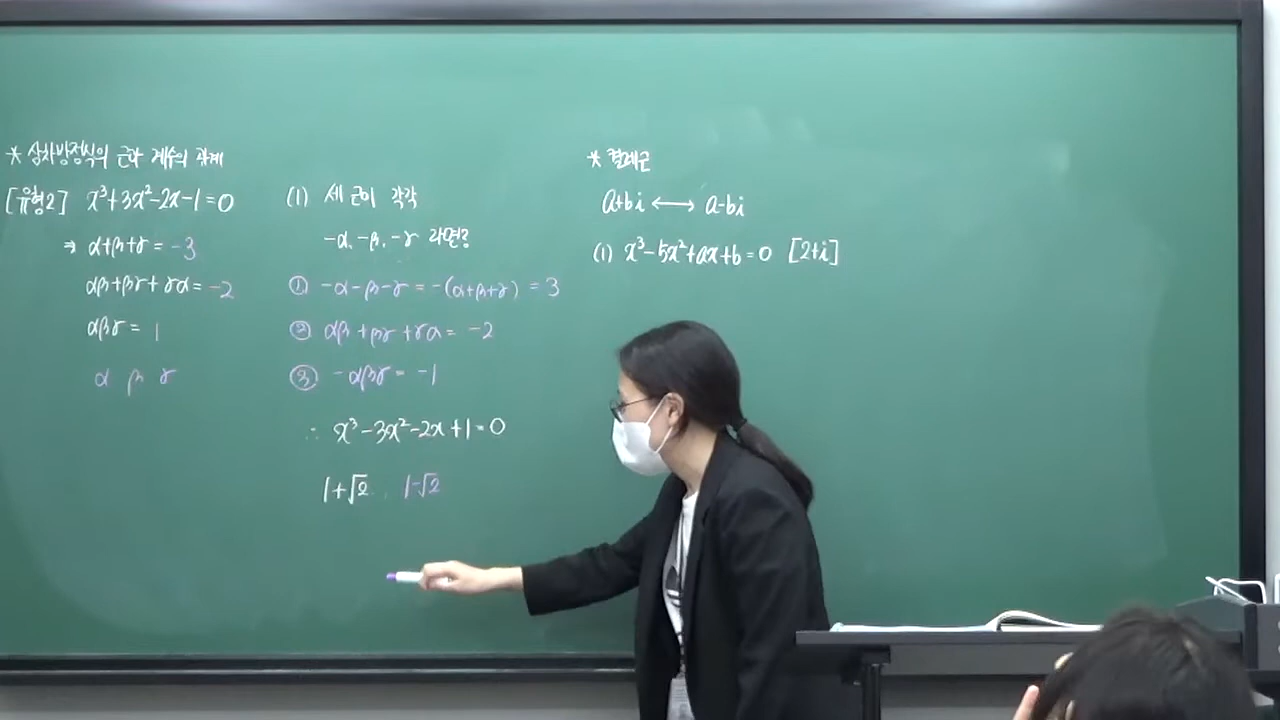 * 삼차방정식의 근과 계수의 관계
[유형2] x³+3x²-2x-1=0
⇒ α+β+γ = -3
αβ+βγ+γα = -2
αβγ = 1
α β γ
(1) 세 근이 각각
-α, -β, -γ 라면?
① -α-β-γ = -(α+β+γ) = 3
② αβ+βγ+γα = -2
③ -αβγ = -1
∴ x³-3x²-2x+1=0
1+√2, 1-√2
* 켤레근
a+bi ⟷ a-bi
(1) x³-5x²+ax+b=0 [2+i]